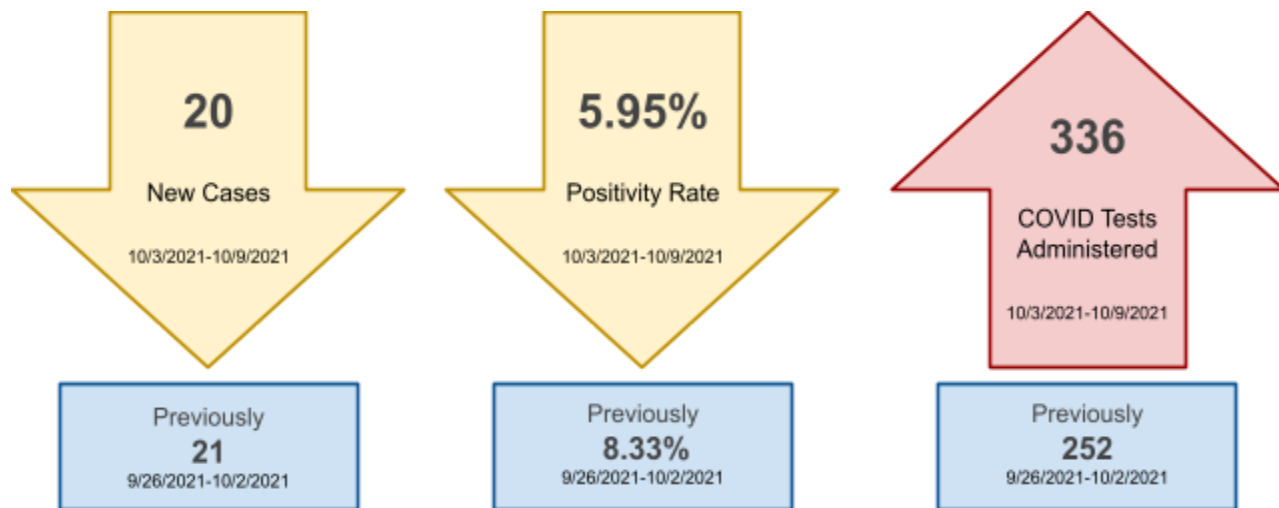 20
New Cases
10/3/2021-10/9/2021
Previously
21
9/26/2021-10/2/2021
5.95%
Positivity Rate
10/3/2021-10/9/2021
Previously
8.33%
9/26/2021-10/2/2021
336
COVID Tests
Administered
10/3/2021-10/9/2021
Previously
252
9/26/2021-10/2/2021